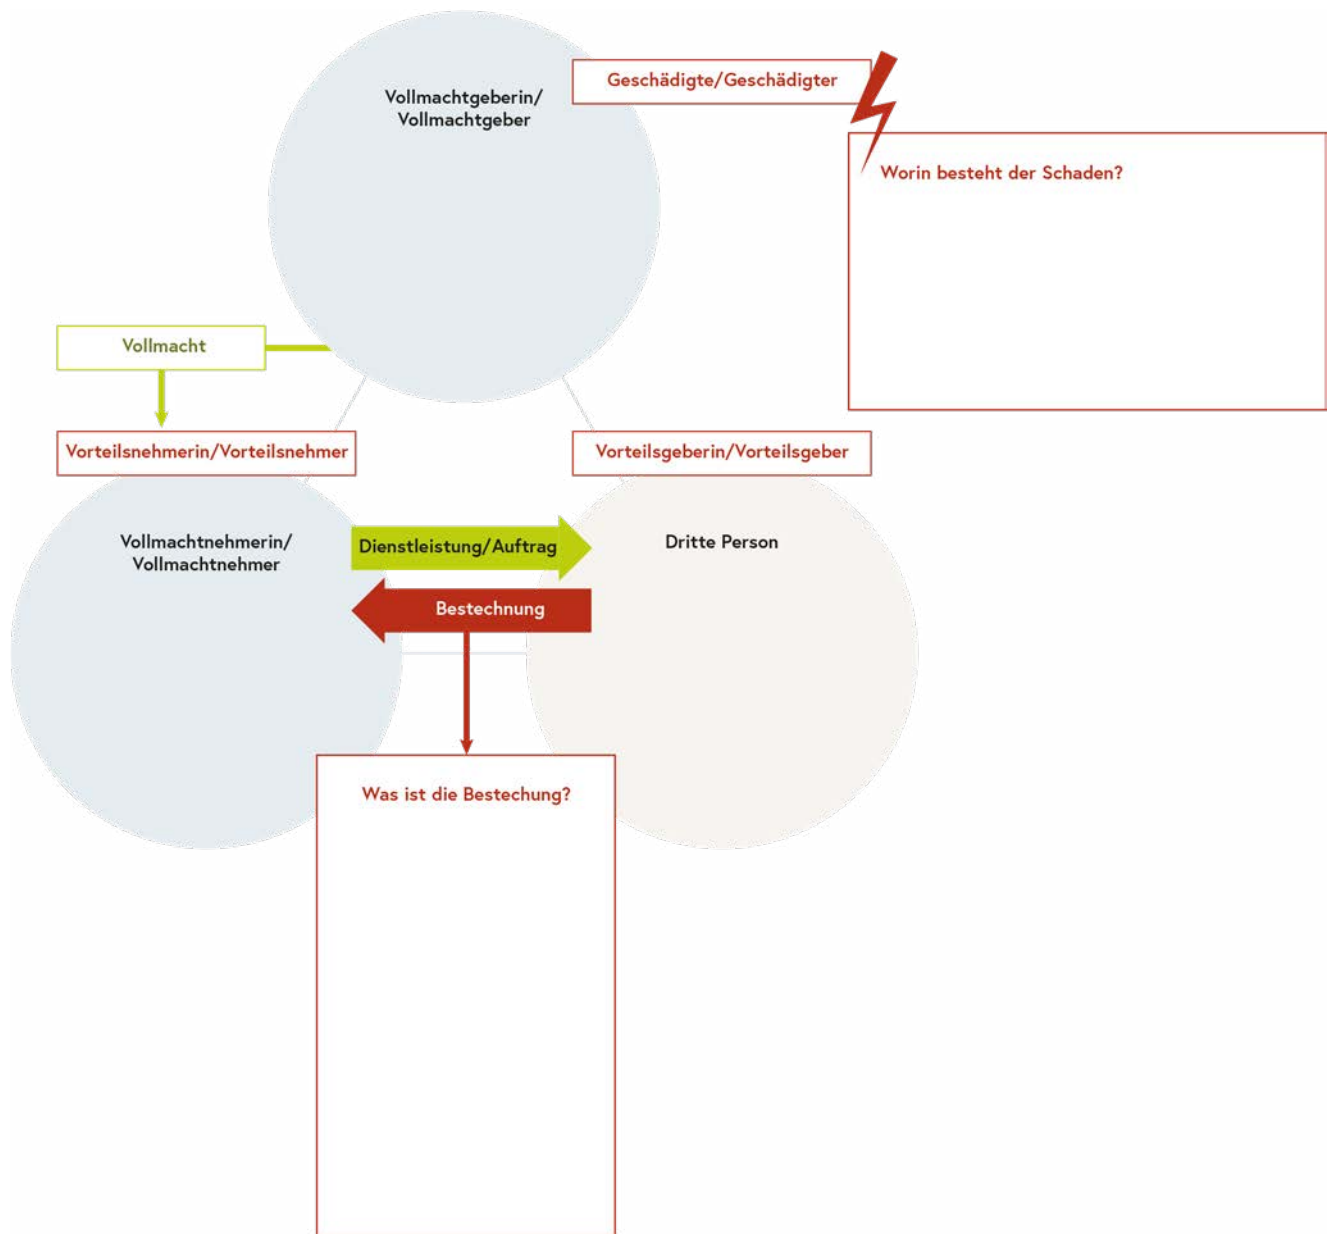 Geschädigte/Geschädigter
Vollmachtgeberin/
Vollmachtgeber
Worin besteht der Schaden?
Vollmacht
Vorteilsnehmerin/Vorteilsnehmer
Vorteilsgeberin/Vorteilsgeber
Vollmachtnehmerin/
Vollmachtnehmer
Dienstleistung/Auftrag
Dritte Person
Bestechnung
Was ist die Bestechung?